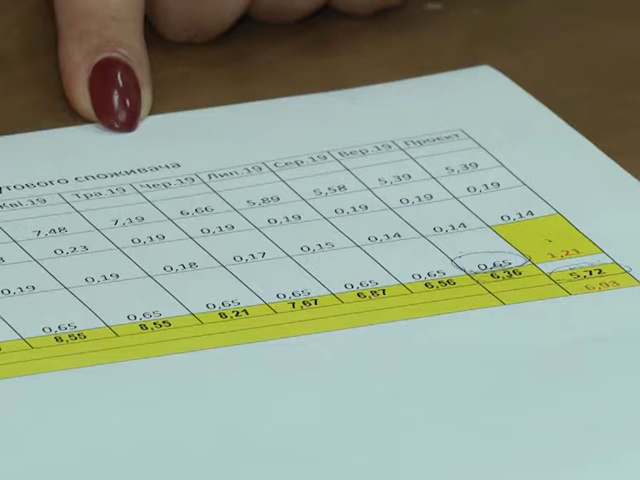 утового споживача
Кві.19 Тра.19 Чер.19 Лип.19 Сер.19 Вер.19 Проект
7,48 7,19 6,66 5,89 5,58 5,39 5,39
0,23 0,19 0,19 0,19 0,19 0,19 0,19
0,19 0,19 0,18 0,17 0,15 0,14 0,14 0,14
0,65 0,65 0,65 0,65 0,65 0,65 0,65 1,21
8,55 8,55 8,21 7,67 6,87 6,56 6,36 5,72
6,93